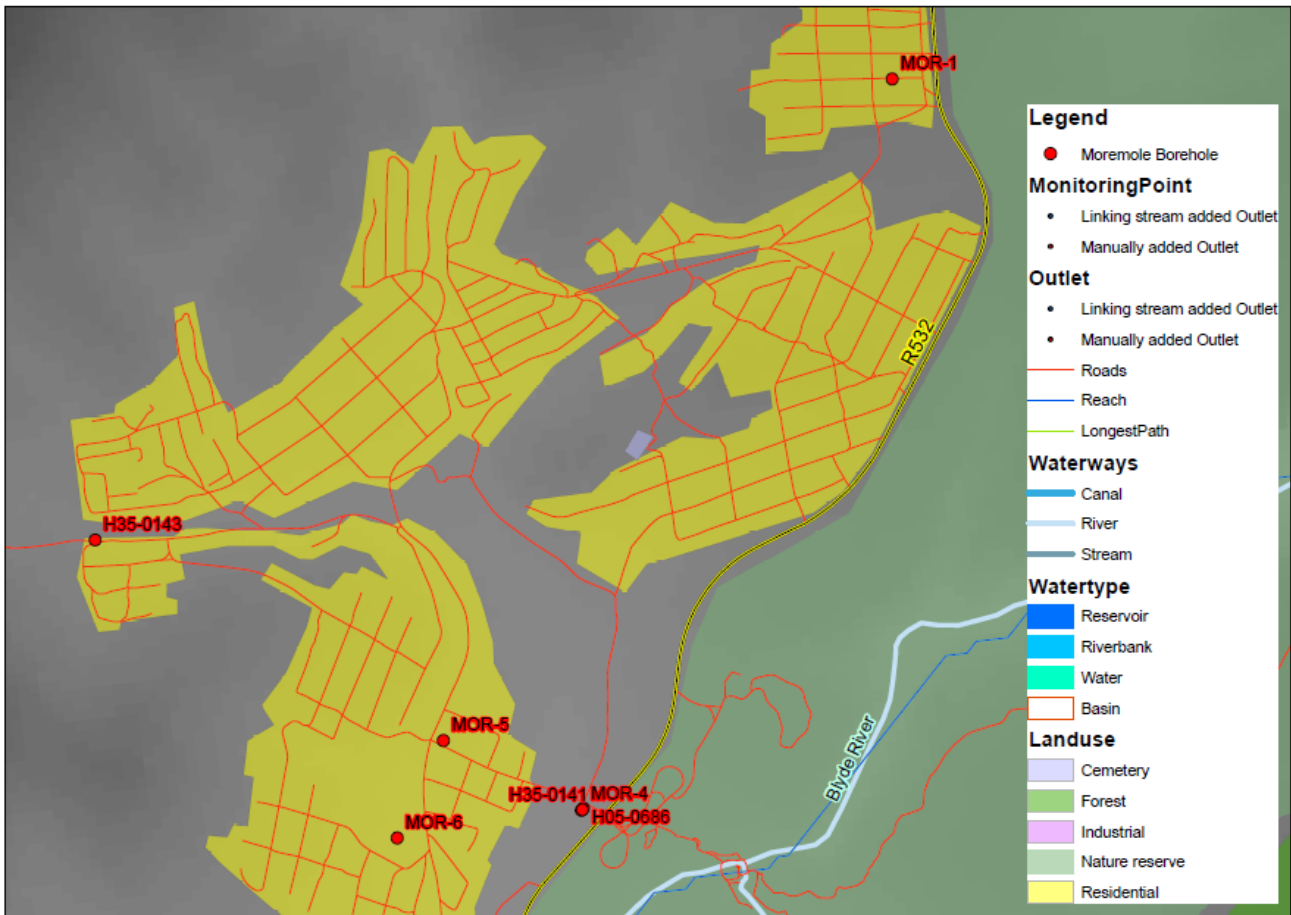 MOR-1
R532
H35-0143
MOR-5
H35-0141 MOR-4
H05-0686
MOR-6
Blyde River
Legend
Moremole Borehole
MonitoringPoint
Linking stream added Outlet
Manually added Outlet
Outlet
Linking stream added Outlet
Manually added Outlet
Roads
Reach
LongestPath
Waterways
Canal
River
Stream
Watertype
Reservoir
Riverbank
Water
Basin
Landuse
Cemetery
Forest
Industrial
Nature reserve
Residential